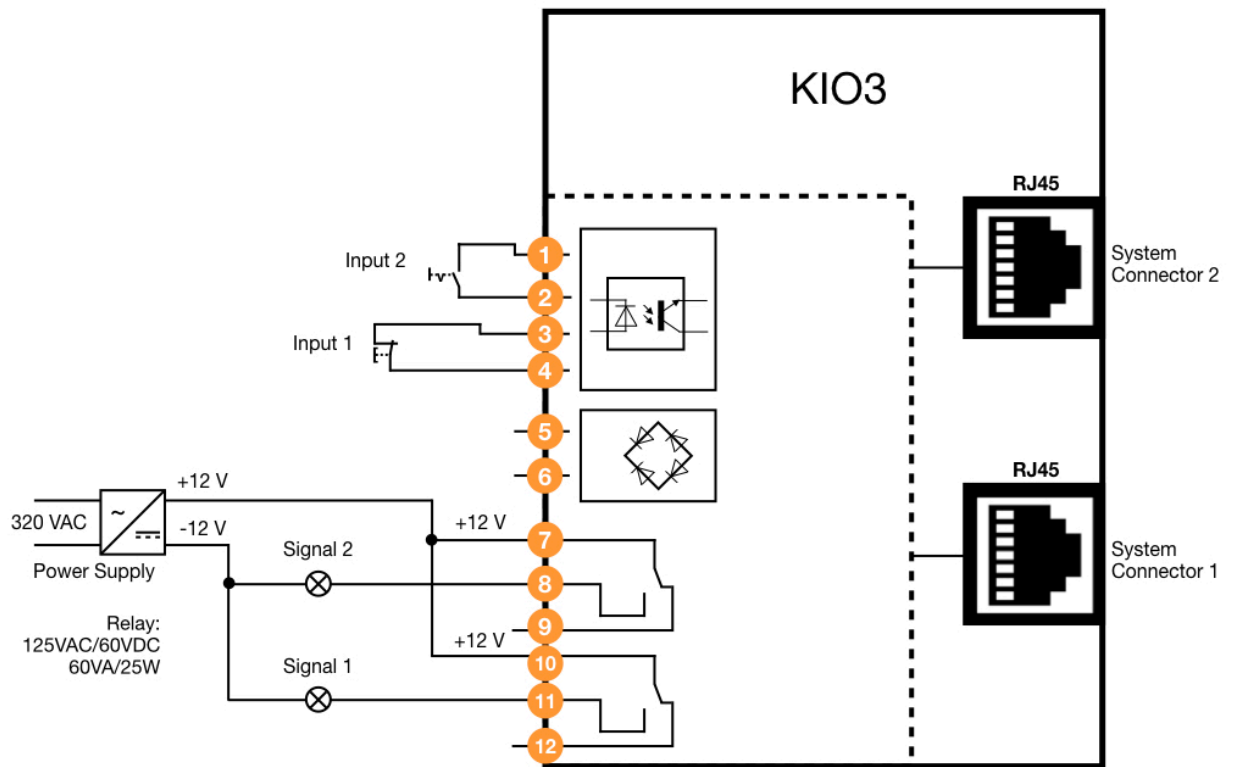 KIO3
RJ45
System
Connector 2
Input 2
1
2
Input 1
3
4
5
6
RJ45
System
Connector 1
320 VAC
~
+12 V
-12 V
Power Supply
+12 V
7
Signal 2
8
9
Relay:
125VAC/60VDC
60VA/25W
+12 V
10
Signal 1
11
12